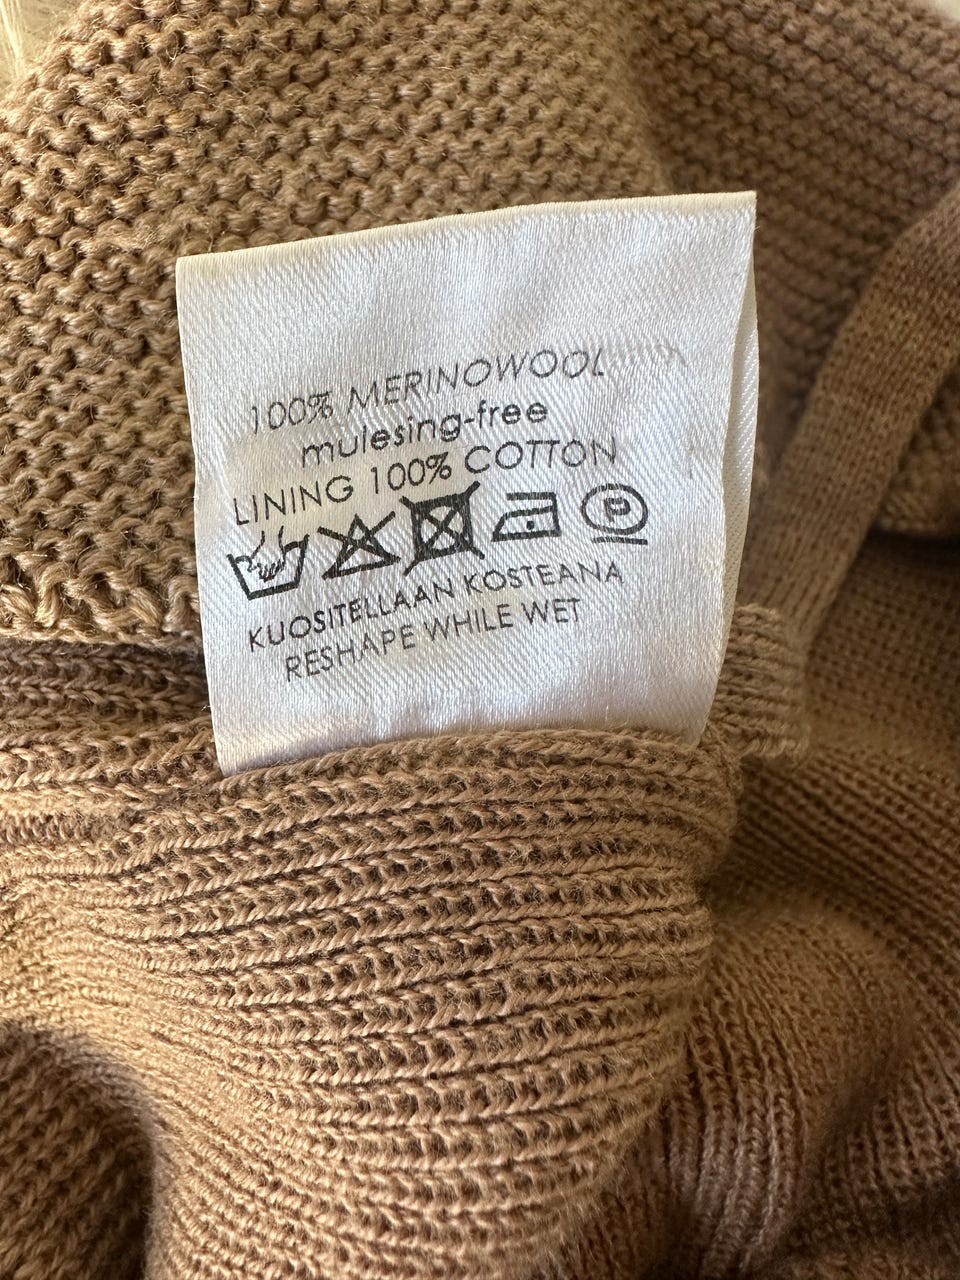 100% MERINOWOOL
mulesing-free
LINING 100% COTTON
P
KUOSITELLAAN KOSTEANA
RESHAPE WHILE WET